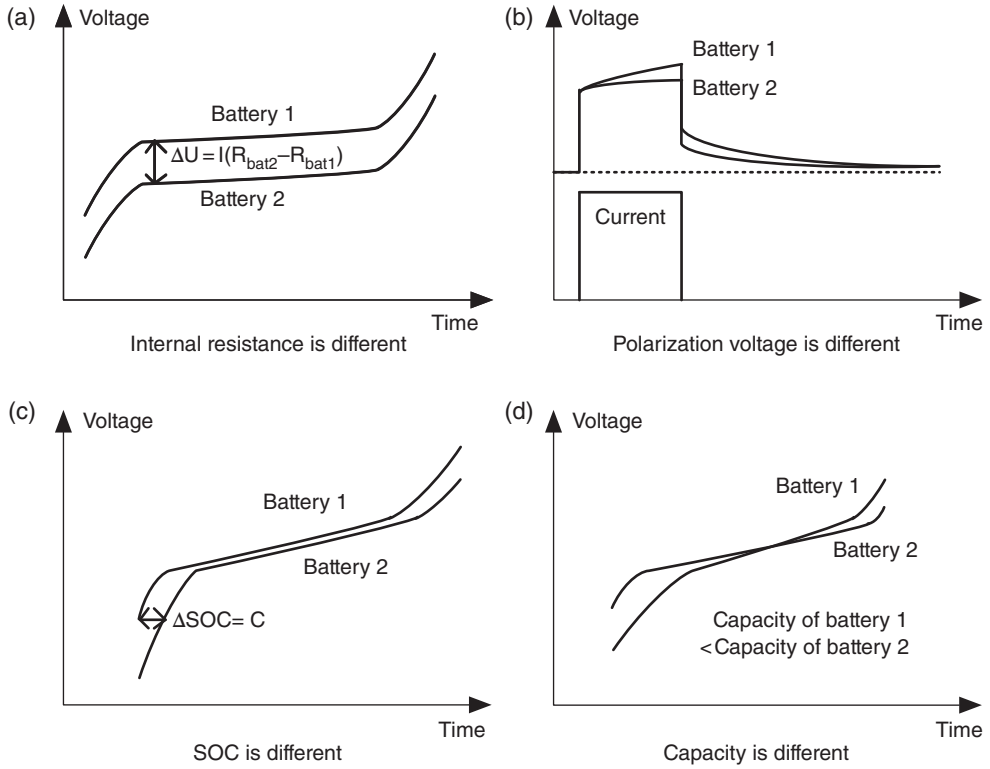 (a)
Voltage
Battery 1
ΔU = I(R_bat2–R_bat1)
Battery 2
Time
Internal resistance is different
(b)
Voltage
Battery 1
Battery 2
Current
Time
Polarization voltage is different
(c)
Voltage
Battery 1
Battery 2
ΔSOC= C
Time
SOC is different
(d)
Voltage
Battery 1
Battery 2
Capacity of battery 1
<Capacity of battery 2
Time
Capacity is different